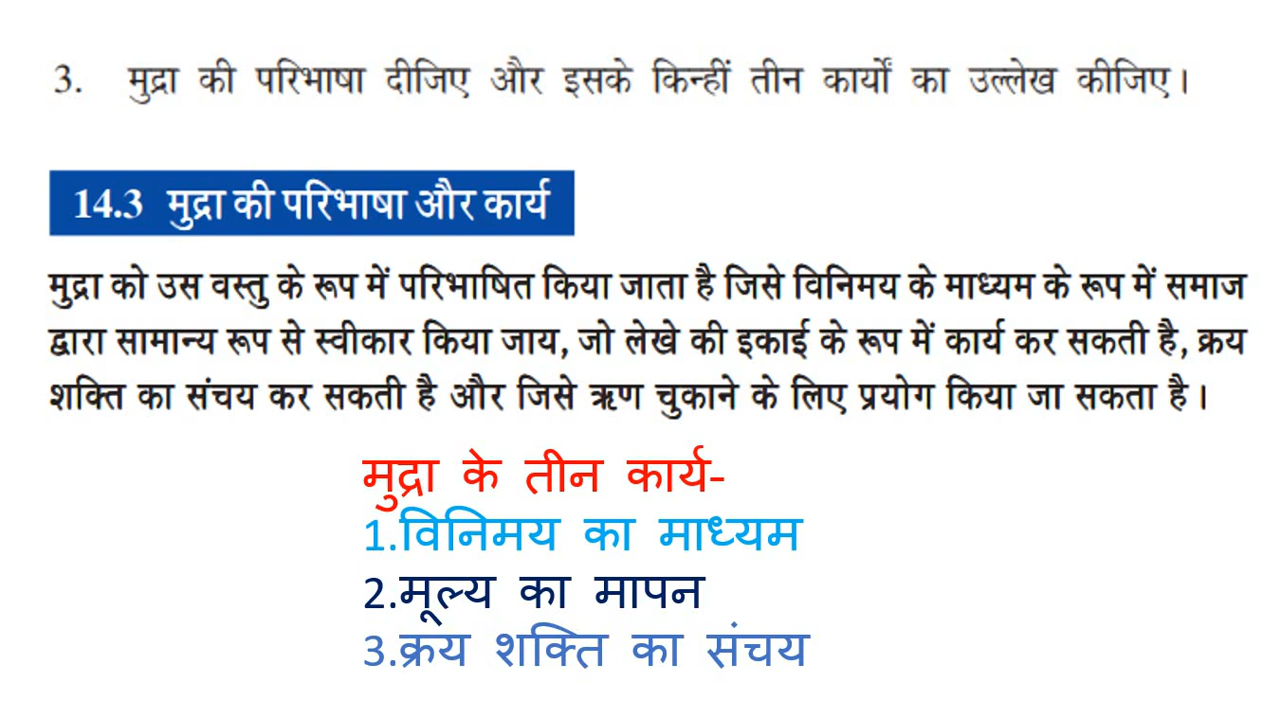 3. मुद्रा की परिभाषा दीजिए और इसके किन्हीं तीन कार्यों का उल्लेख कीजिए।
14.3 मुद्रा की परिभाषा और कार्य
मुद्रा को उस वस्तु के रूप में परिभाषित किया जाता है जिसे विनिमय के माध्यम के रूप में समाज
द्वारा सामान्य रूप से स्वीकार किया जाय, जो लेखे की इकाई के रूप में कार्य कर सकती है, क्रय
शक्ति का संचय कर सकती है और जिसे ऋण चुकाने के लिए प्रयोग किया जा सकता है।
मुद्रा के तीन कार्य-
1.विनिमय का माध्यम
2.मूल्य का मापन
3.क्रय शक्ति का संचय